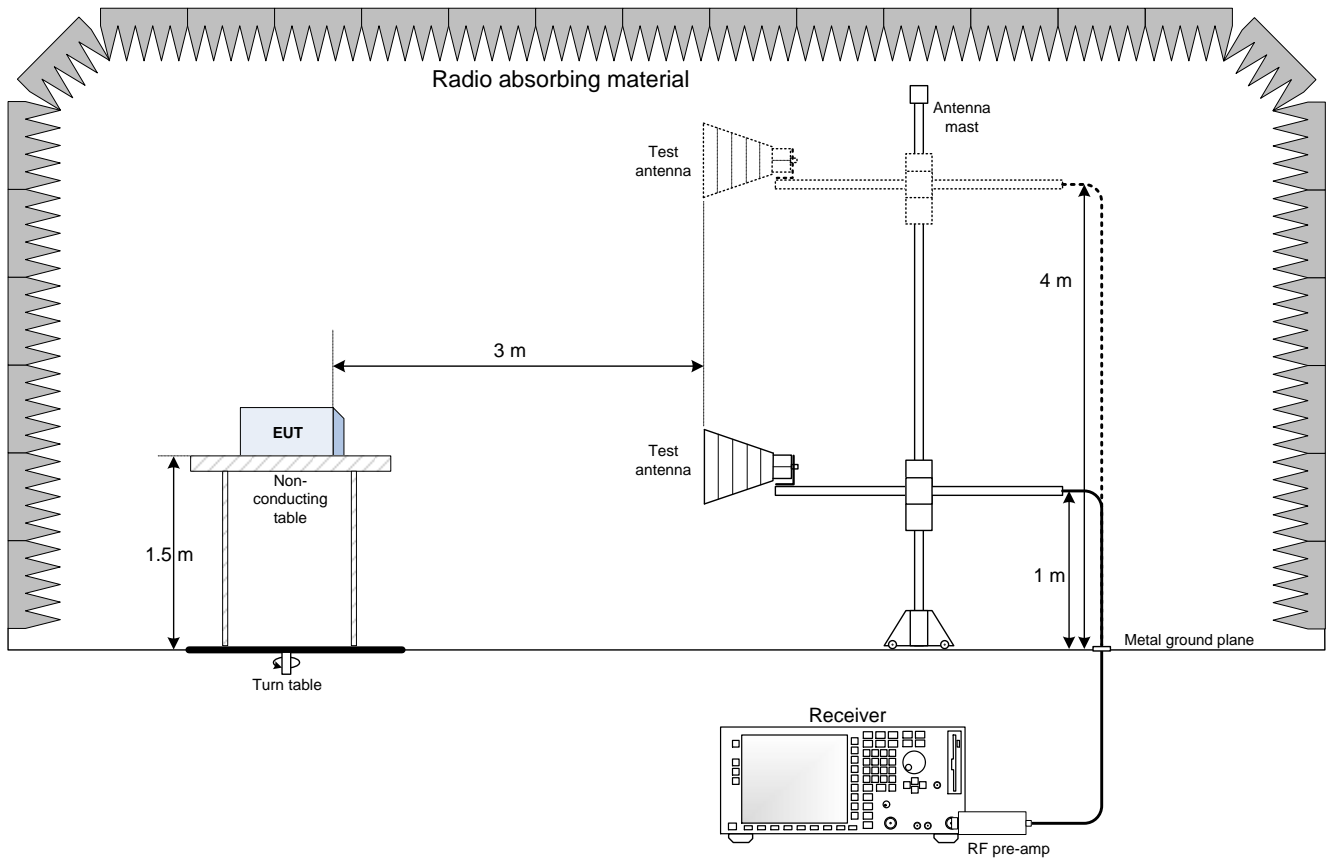 Radio absorbing material
Antenna
mast
Test
antenna
4 m
3 m
EUT
Test
antenna
Non-
conducting
table
1.5 m
1 m
Metal ground plane
Turn table
Receiver
RF pre-amp